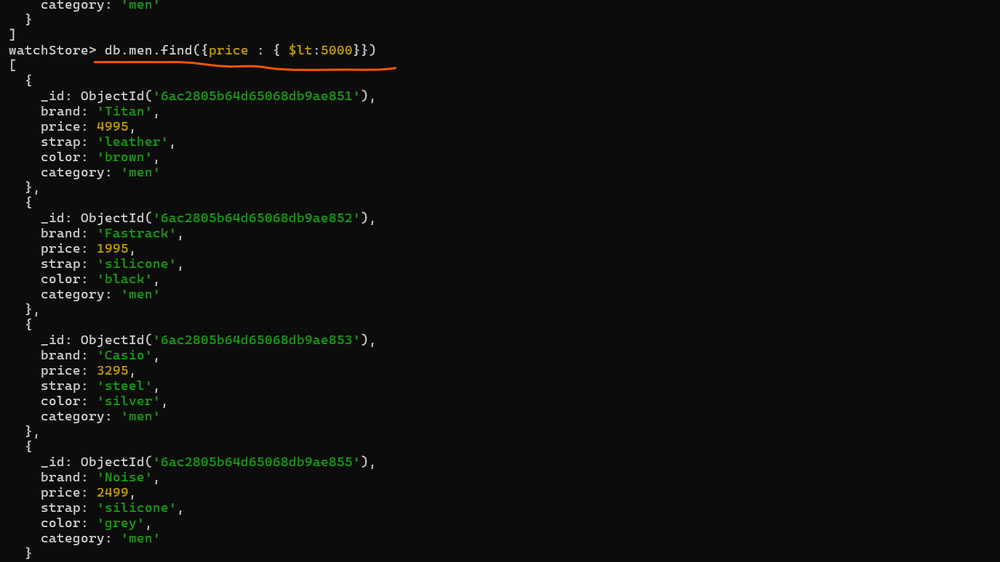 category: 'men'
  }
]
watchStore> db.men.find({price : { $lt:5000}})
[
  {
    _id: ObjectId('6ac2805b64d65068db9ae851'),
    brand: 'Titan',
    price: 4995,
    strap: 'leather',
    color: 'brown',
    category: 'men'
  },
  {
    _id: ObjectId('6ac2805b64d65068db9ae852'),
    brand: 'Fastrack',
    price: 1995,
    strap: 'silicone',
    color: 'black',
    category: 'men'
  },
  {
    _id: ObjectId('6ac2805b64d65068db9ae853'),
    brand: 'Casio',
    price: 3295,
    strap: 'steel',
    color: 'silver',
    category: 'men'
  },
  {
    _id: ObjectId('6ac2805b64d65068db9ae855'),
    brand: 'Noise',
    price: 2499,
    strap: 'silicone',
    color: 'grey',
    category: 'men'
  }